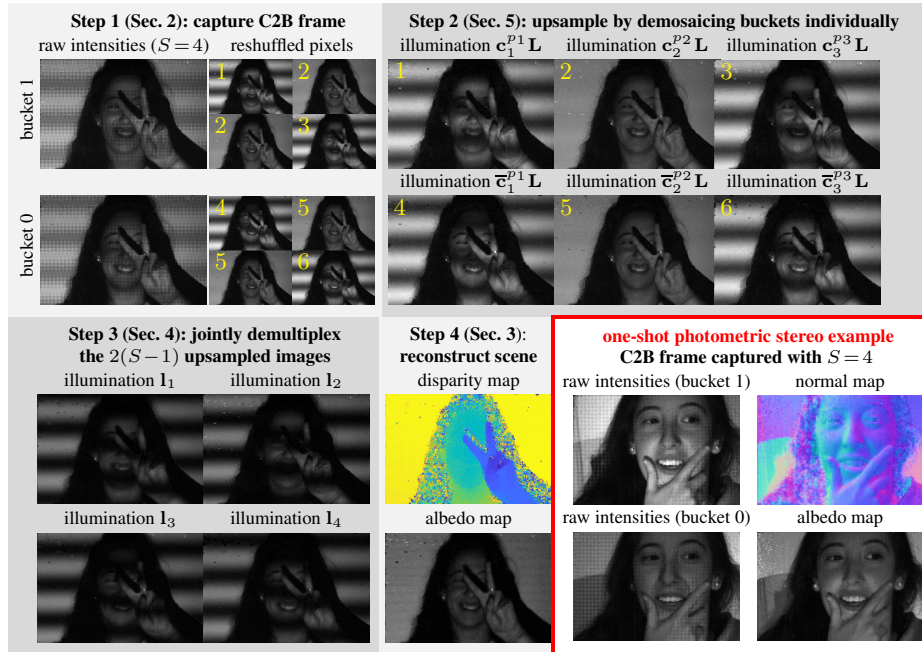 Step 1 (Sec. 2): capture C2B frame
raw intensities (S=4) reshuffled pixels
bucket 1
1 2
2 3
bucket 0
4 5
5 6
Step 2 (Sec. 5): upsample by demosaicing buckets individually
illumination c₁ᵖ¹ L illumination c₂ᵖ² L illumination c₃ᵖ³ L
1 2 3
illumination c̅₁ᵖ¹ L illumination c̅₂ᵖ² L illumination c̅₃ᵖ³ L
4 5 6
Step 3 (Sec. 4): jointly demultiplex
the 2(S−1) upsampled images
illumination l₁ illumination l₂
illumination l₃ illumination l₄
Step 4 (Sec. 3):
reconstruct scene
disparity map
albedo map
one-shot photometric stereo example
C2B frame captured with S=4
raw intensities (bucket 1) normal map
raw intensities (bucket 0) albedo map